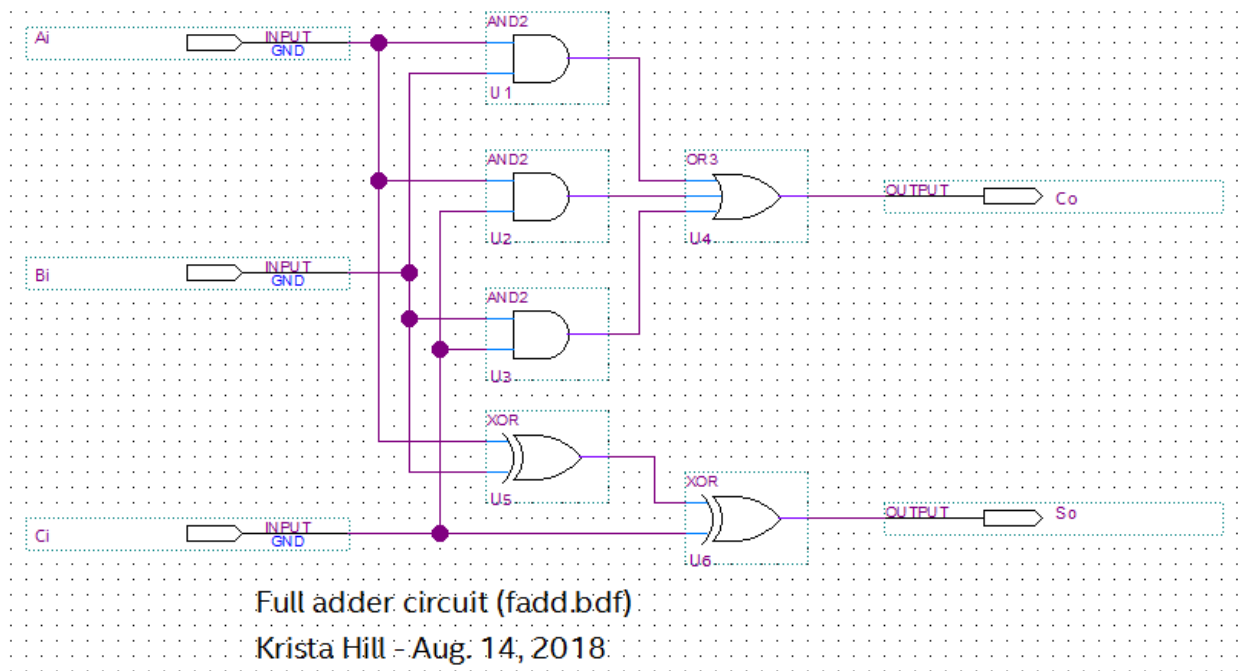 AND2
Ai
INPUT
GND
U1
AND2
OR3
OUTPUT
Co
U2
U4
Bi
INPUT
GND
AND2
U3
XOR
XOR
U5
OUTPUT
So
Ci
INPUT
GND
U6
Full adder circuit (fadd.bdf)
Krista Hill - Aug. 14, 2018